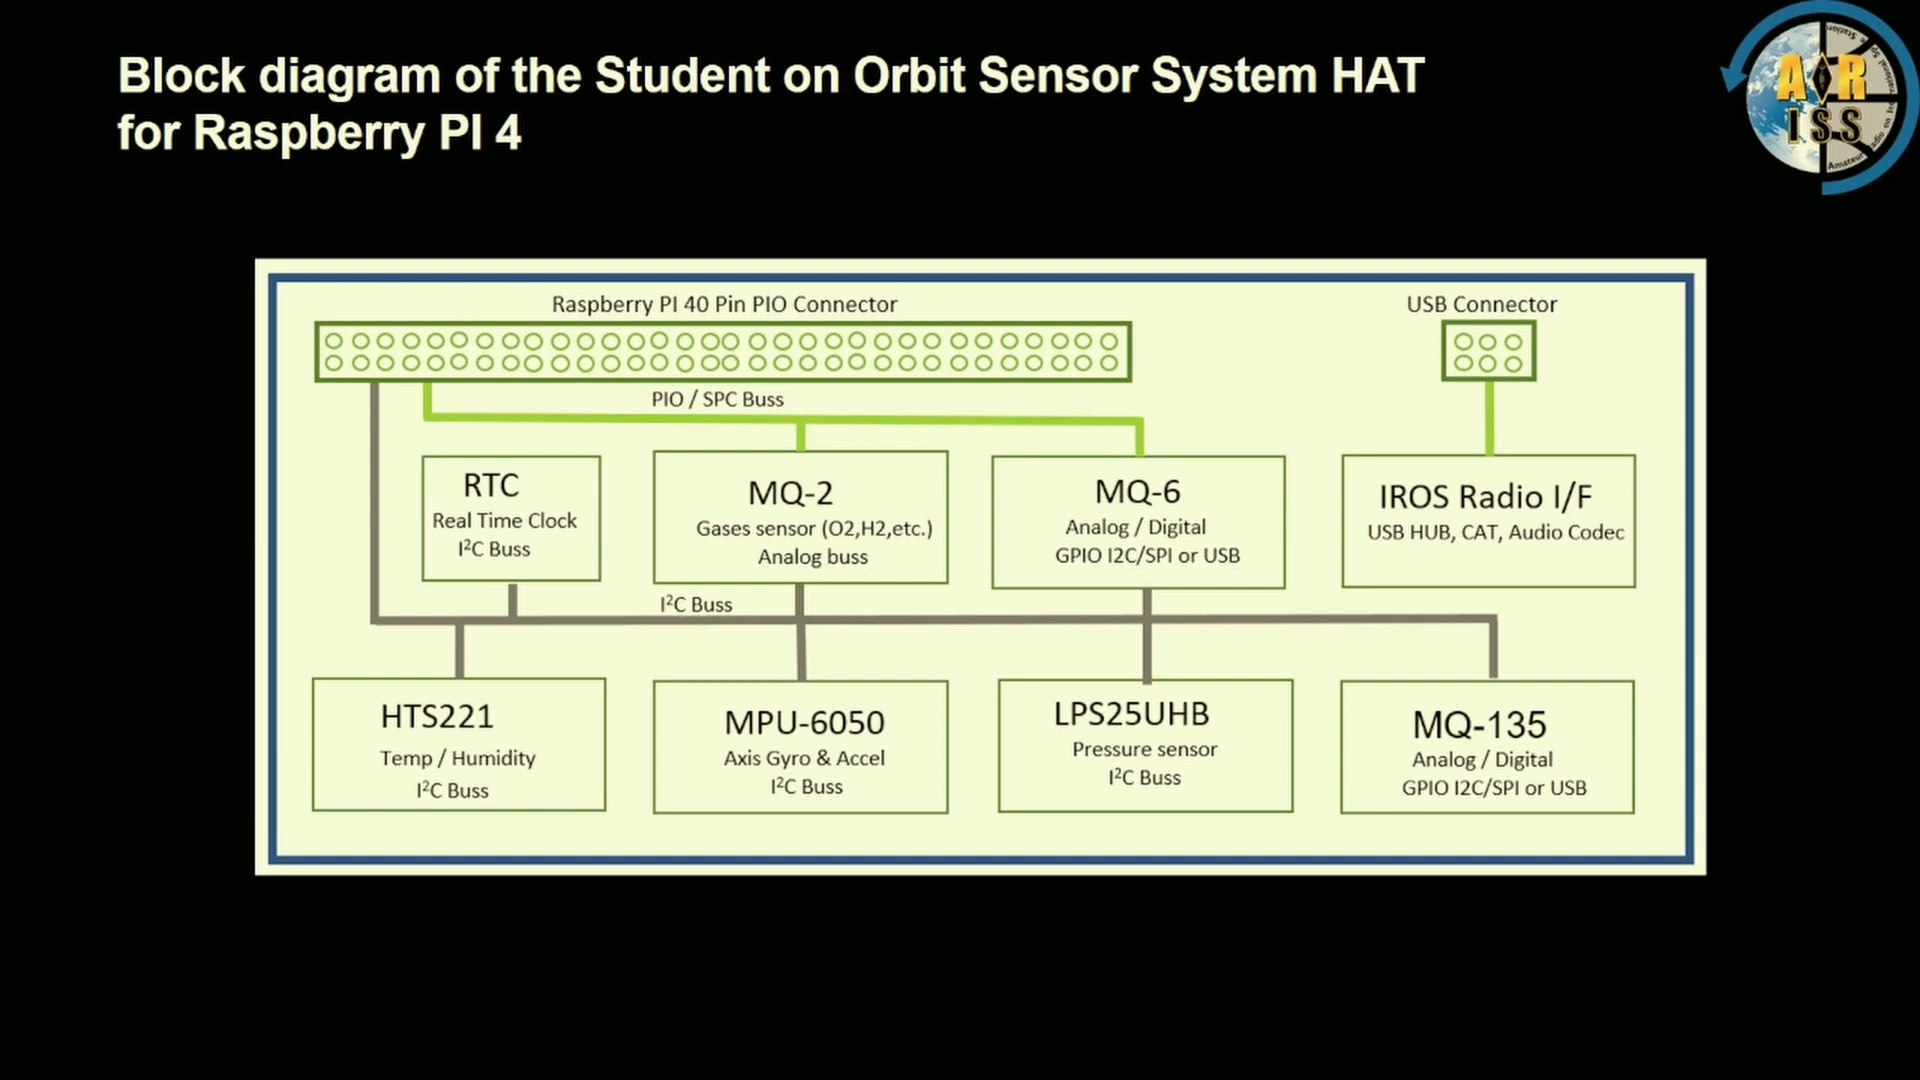 Block diagram of the Student on Orbit Sensor System HAT
for Raspberry PI 4
ARISS
Raspberry PI 40 Pin PIO Connector
USB Connector
PIO / SPC Buss
RTC
Real Time Clock
I²C Buss
MQ-2
Gases sensor (O2,H2,etc.)
Analog buss
MQ-6
Analog / Digital
GPIO I2C/SPI or USB
IROS Radio I/F
USB HUB, CAT, Audio Codec
I²C Buss
HTS221
Temp / Humidity
I²C Buss
MPU-6050
Axis Gyro & Accel
I²C Buss
LPS25UHB
Pressure sensor
I²C Buss
MQ-135
Analog / Digital
GPIO I2C/SPI or USB